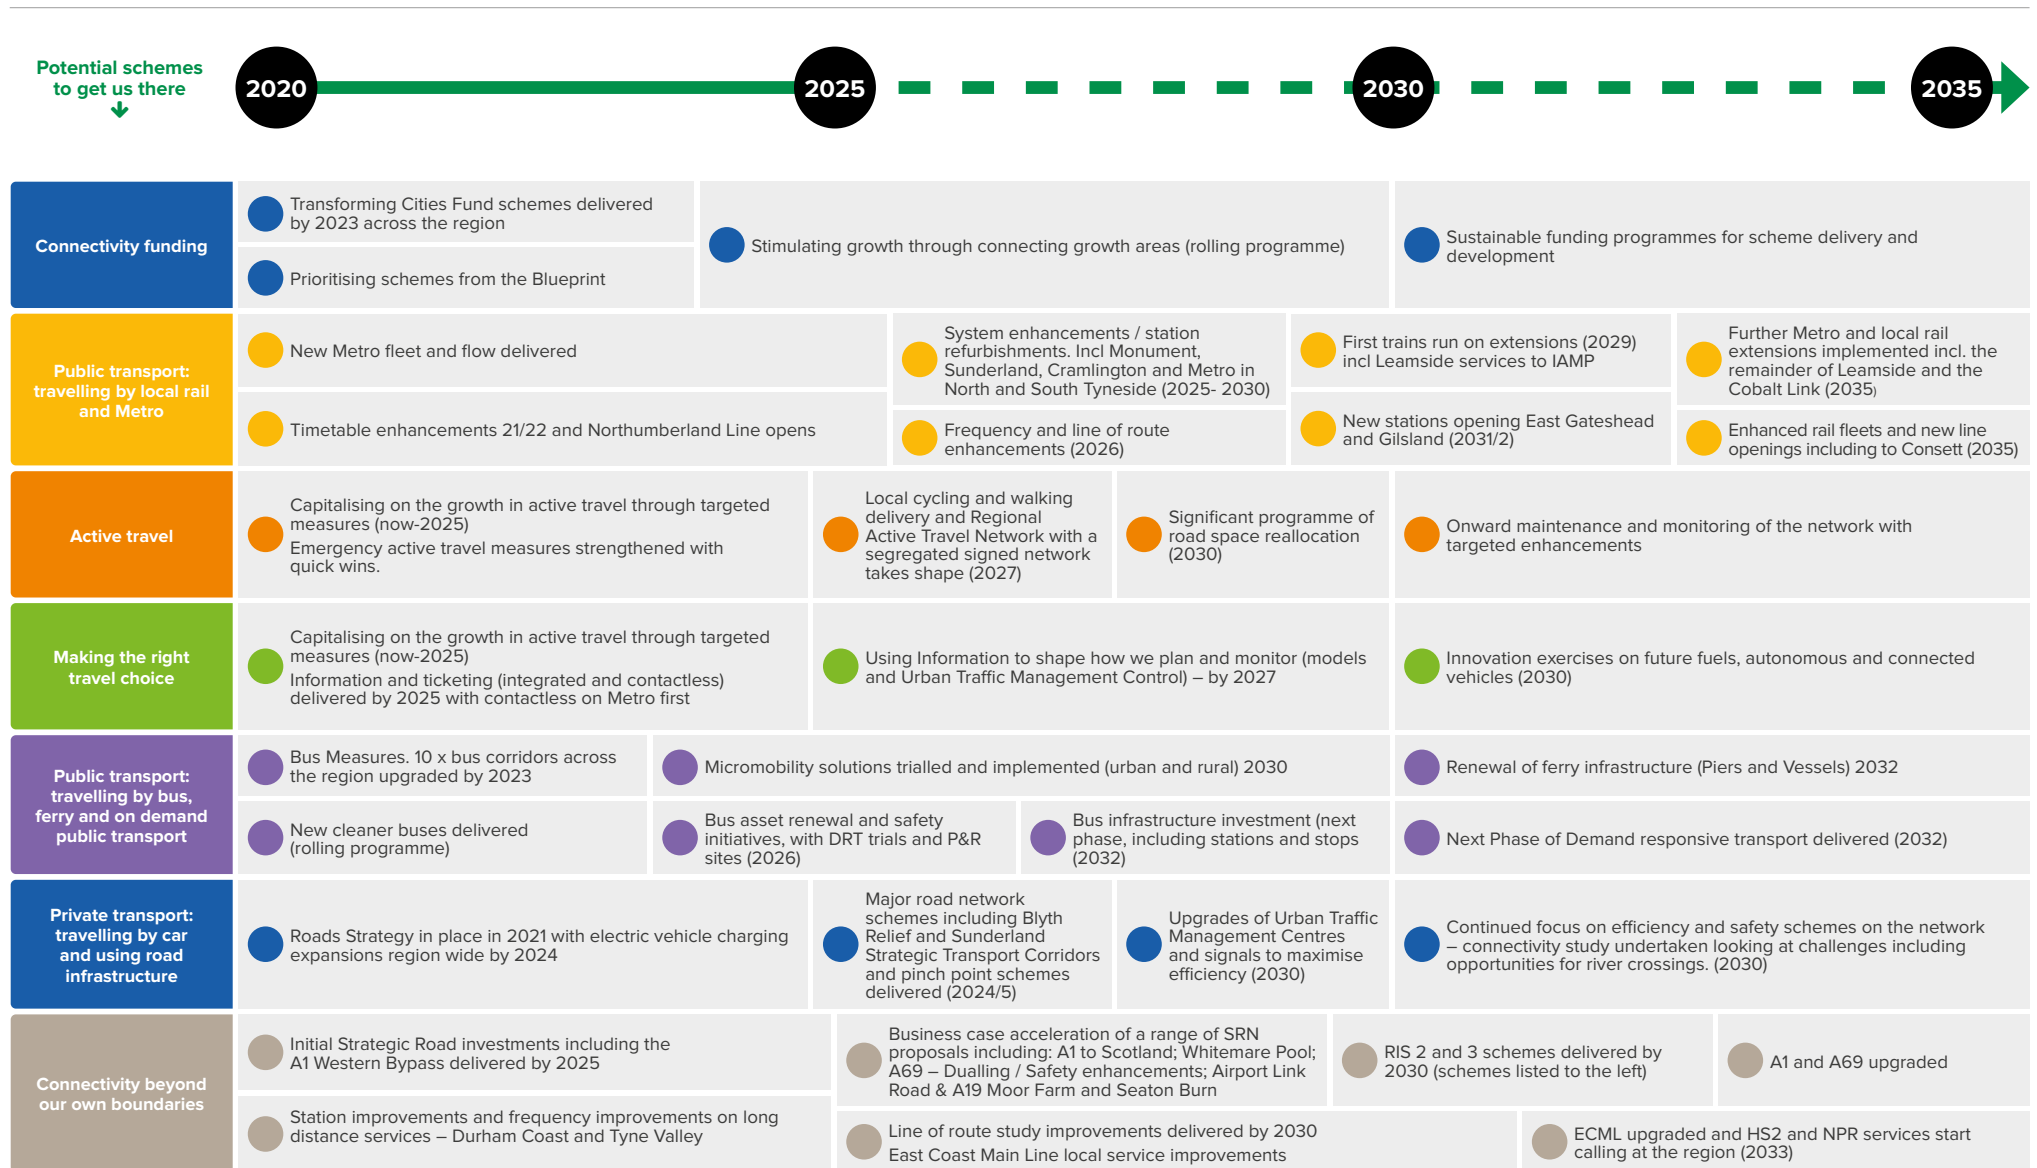 Potential schemes
to get us there
2020
2025
2030
2035
Connectivity funding
Transforming Cities Fund schemes delivered
by 2023 across the region
Prioritising schemes from the Blueprint
Stimulating growth through connecting growth areas (rolling programme)
Sustainable funding programmes for scheme delivery and
development
Public transport:
travelling by local rail
and Metro
New Metro fleet and flow delivered
Timetable enhancements 21/22 and Northumberland Line opens
System enhancements / station
refurbishments. Incl Monument,
Sunderland, Cramlington and Metro in
North and South Tyneside (2025- 2030)
Frequency and line of route
enhancements (2026)
First trains run on extensions (2029)
incl Leamside services to IAMP
New stations opening East Gateshead
and Gilsland (2031/2)
Further Metro and local rail
extensions implemented incl. the
remainder of Leamside and the
Cobalt Link (2035)
Enhanced rail fleets and new line
openings including to Consett (2035)
Active travel
Capitalising on the growth in active travel through targeted
measures (now-2025)
Emergency active travel measures strengthened with
quick wins.
Local cycling and walking
delivery and Regional
Active Travel Network with a
segregated signed network
takes shape (2027)
Significant programme of
road space reallocation
(2030)
Onward maintenance and monitoring of the network with
targeted enhancements
Making the right
travel choice
Capitalising on the growth in active travel through targeted
measures (now-2025)
Information and ticketing (integrated and contactless)
delivered by 2025 with contactless on Metro first
Using Information to shape how we plan and monitor (models
and Urban Traffic Management Control) – by 2027
Innovation exercises on future fuels, autonomous and connected
vehicles (2030)
Public transport:
travelling by bus,
ferry and on demand
public transport
Bus Measures. 10 x bus corridors across
the region upgraded by 2023
New cleaner buses delivered
(rolling programme)
Micromobility solutions trialled and implemented (urban and rural) 2030
Bus asset renewal and safety
initiatives, with DRT trials and P&R
sites (2026)
Bus infrastructure investment (next
phase, including stations and stops
(2032)
Renewal of ferry infrastructure (Piers and Vessels) 2032
Next Phase of Demand responsive transport delivered (2032)
Private transport:
travelling by car
and using road
infrastructure
Roads Strategy in place in 2021 with electric vehicle charging
expansions region wide by 2024
Major road network
schemes including Blyth
Relief and Sunderland
Strategic Transport Corridors
and pinch point schemes
delivered (2024/5)
Upgrades of Urban Traffic
Management Centres
and signals to maximise
efficiency (2030)
Continued focus on efficiency and safety schemes on the network
– connectivity study undertaken looking at challenges including
opportunities for river crossings. (2030)
Connectivity beyond
our own boundaries
Initial Strategic Road investments including the
A1 Western Bypass delivered by 2025
Station improvements and frequency improvements on long
distance services – Durham Coast and Tyne Valley
Business case acceleration of a range of SRN
proposals including: A1 to Scotland; Whitemare Pool;
A69 – Dualling / Safety enhancements; Airport Link
Road & A19 Moor Farm and Seaton Burn
Line of route study improvements delivered by 2030
East Coast Main Line local service improvements
RIS 2 and 3 schemes delivered by
2030 (schemes listed to the left)
A1 and A69 upgraded
ECML upgraded and HS2 and NPR services start
calling at the region (2033)